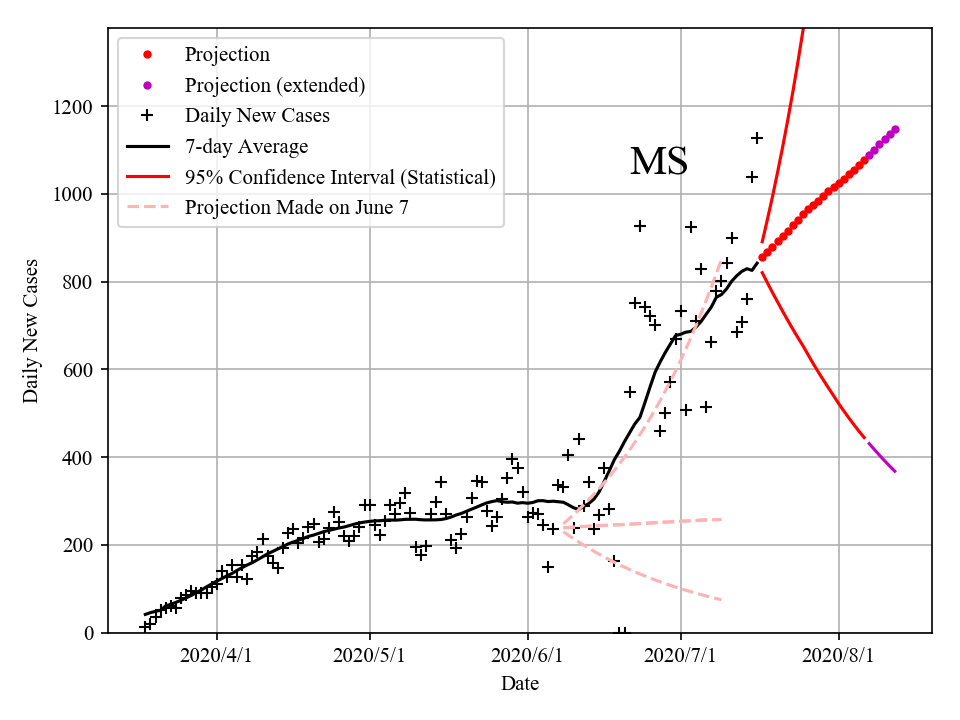 Projection
Projection (extended)
Daily New Cases
7-day Average
95% Confidence Interval (Statistical)
Projection Made on June 7
MS
1200
1000
800
600
400
200
0
Daily New Cases
2020/4/1 2020/5/1 2020/6/1 2020/7/1 2020/8/1
Date